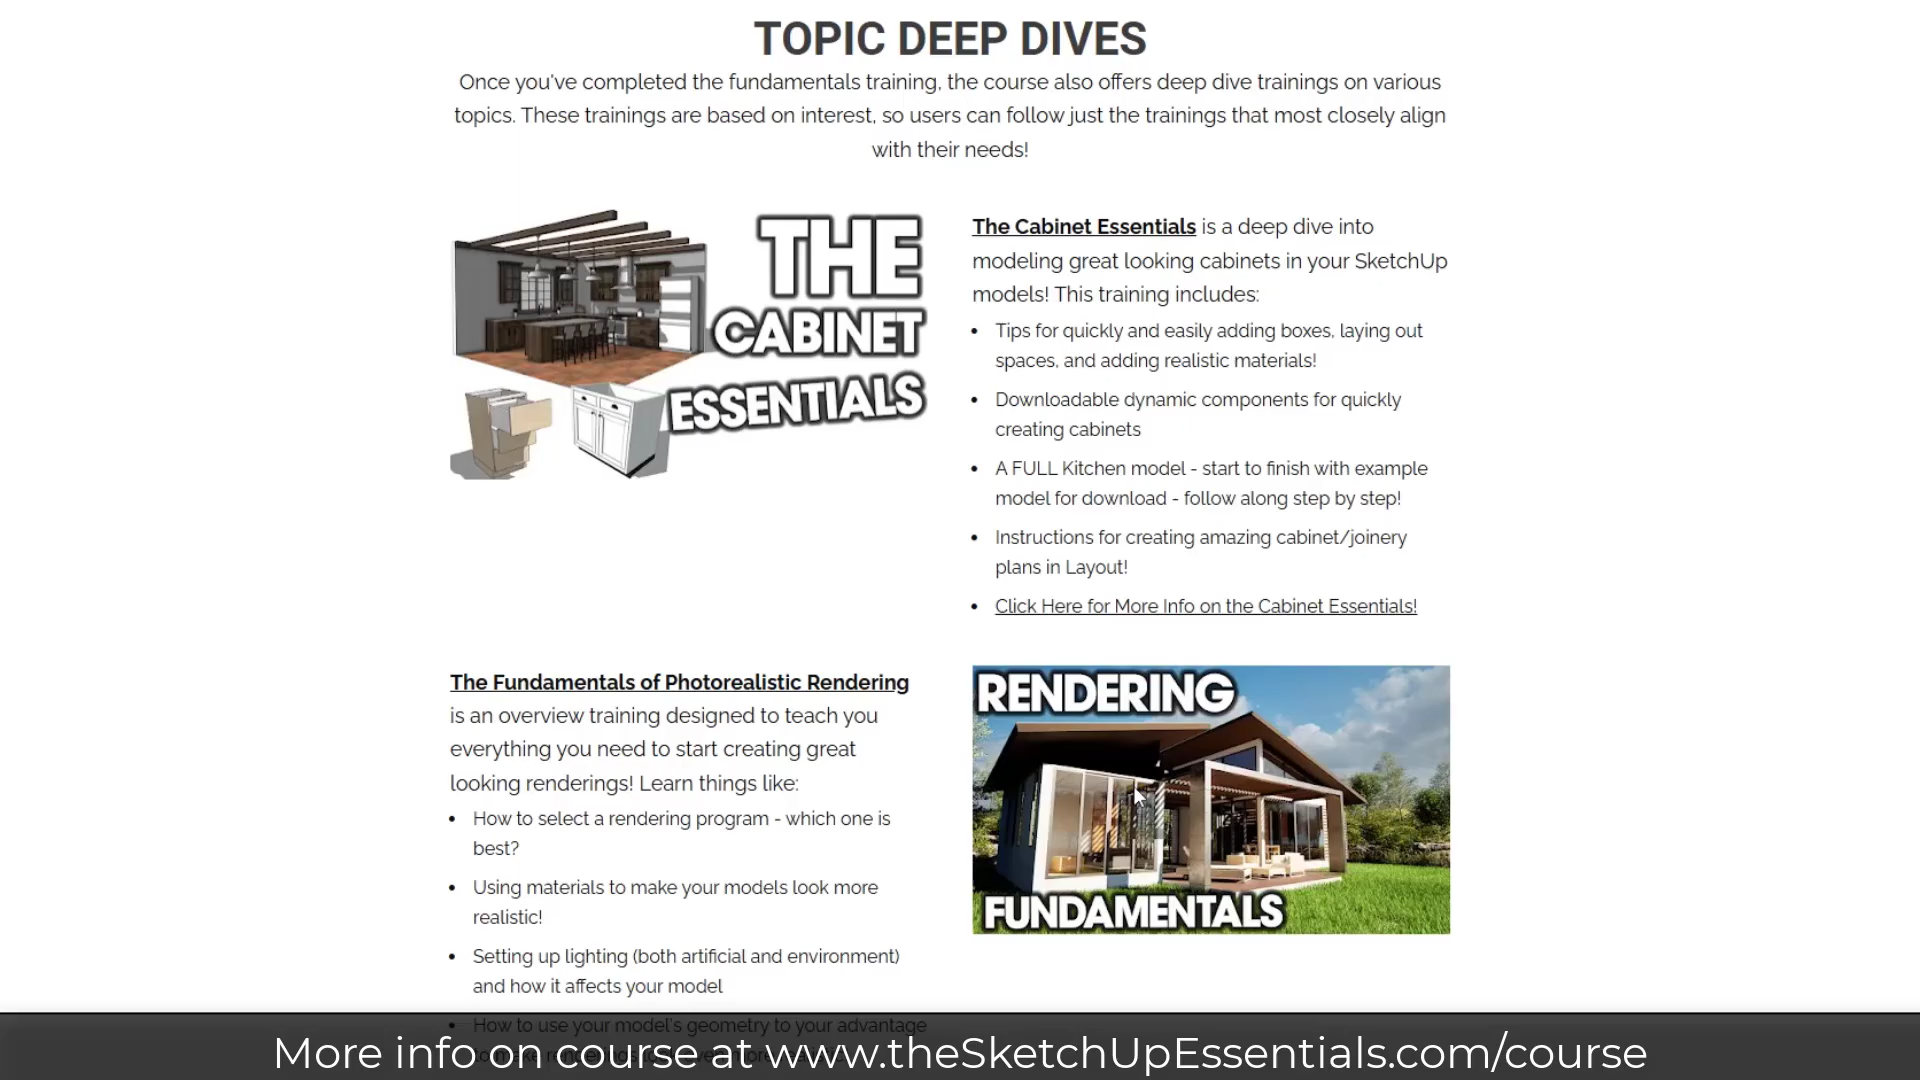 TOPIC DEEP DIVES
Once you've completed the fundamentals training, the course also offers deep dive trainings on various
topics. These trainings are based on interest, so users can follow just the trainings that most closely align
with their needs!
THE
CABINET
ESSENTIALS
The Cabinet Essentials is a deep dive into
modeling great looking cabinets in your SketchUp
models! This training includes:
• Tips for quickly and easily adding boxes, laying out
spaces, and adding realistic materials!
• Downloadable dynamic components for quickly
creating cabinets
• A FULL Kitchen model - start to finish with example
model for download - follow along step by step!
• Instructions for creating amazing cabinet/joinery
plans in Layout!
• Click Here for More Info on the Cabinet Essentials!
The Fundamentals of Photorealistic Rendering
is an overview training designed to teach you
everything you need to start creating great
looking renderings! Learn things like:
• How to select a rendering program - which one is
best?
• Using materials to make your models look more
realistic!
• Setting up lighting (both artificial and environment)
and how it affects your model
• How to use your model's geometry to your advantage
RENDERING
FUNDAMENTALS
More info on course at www.theSketchUpEssentials.com/course